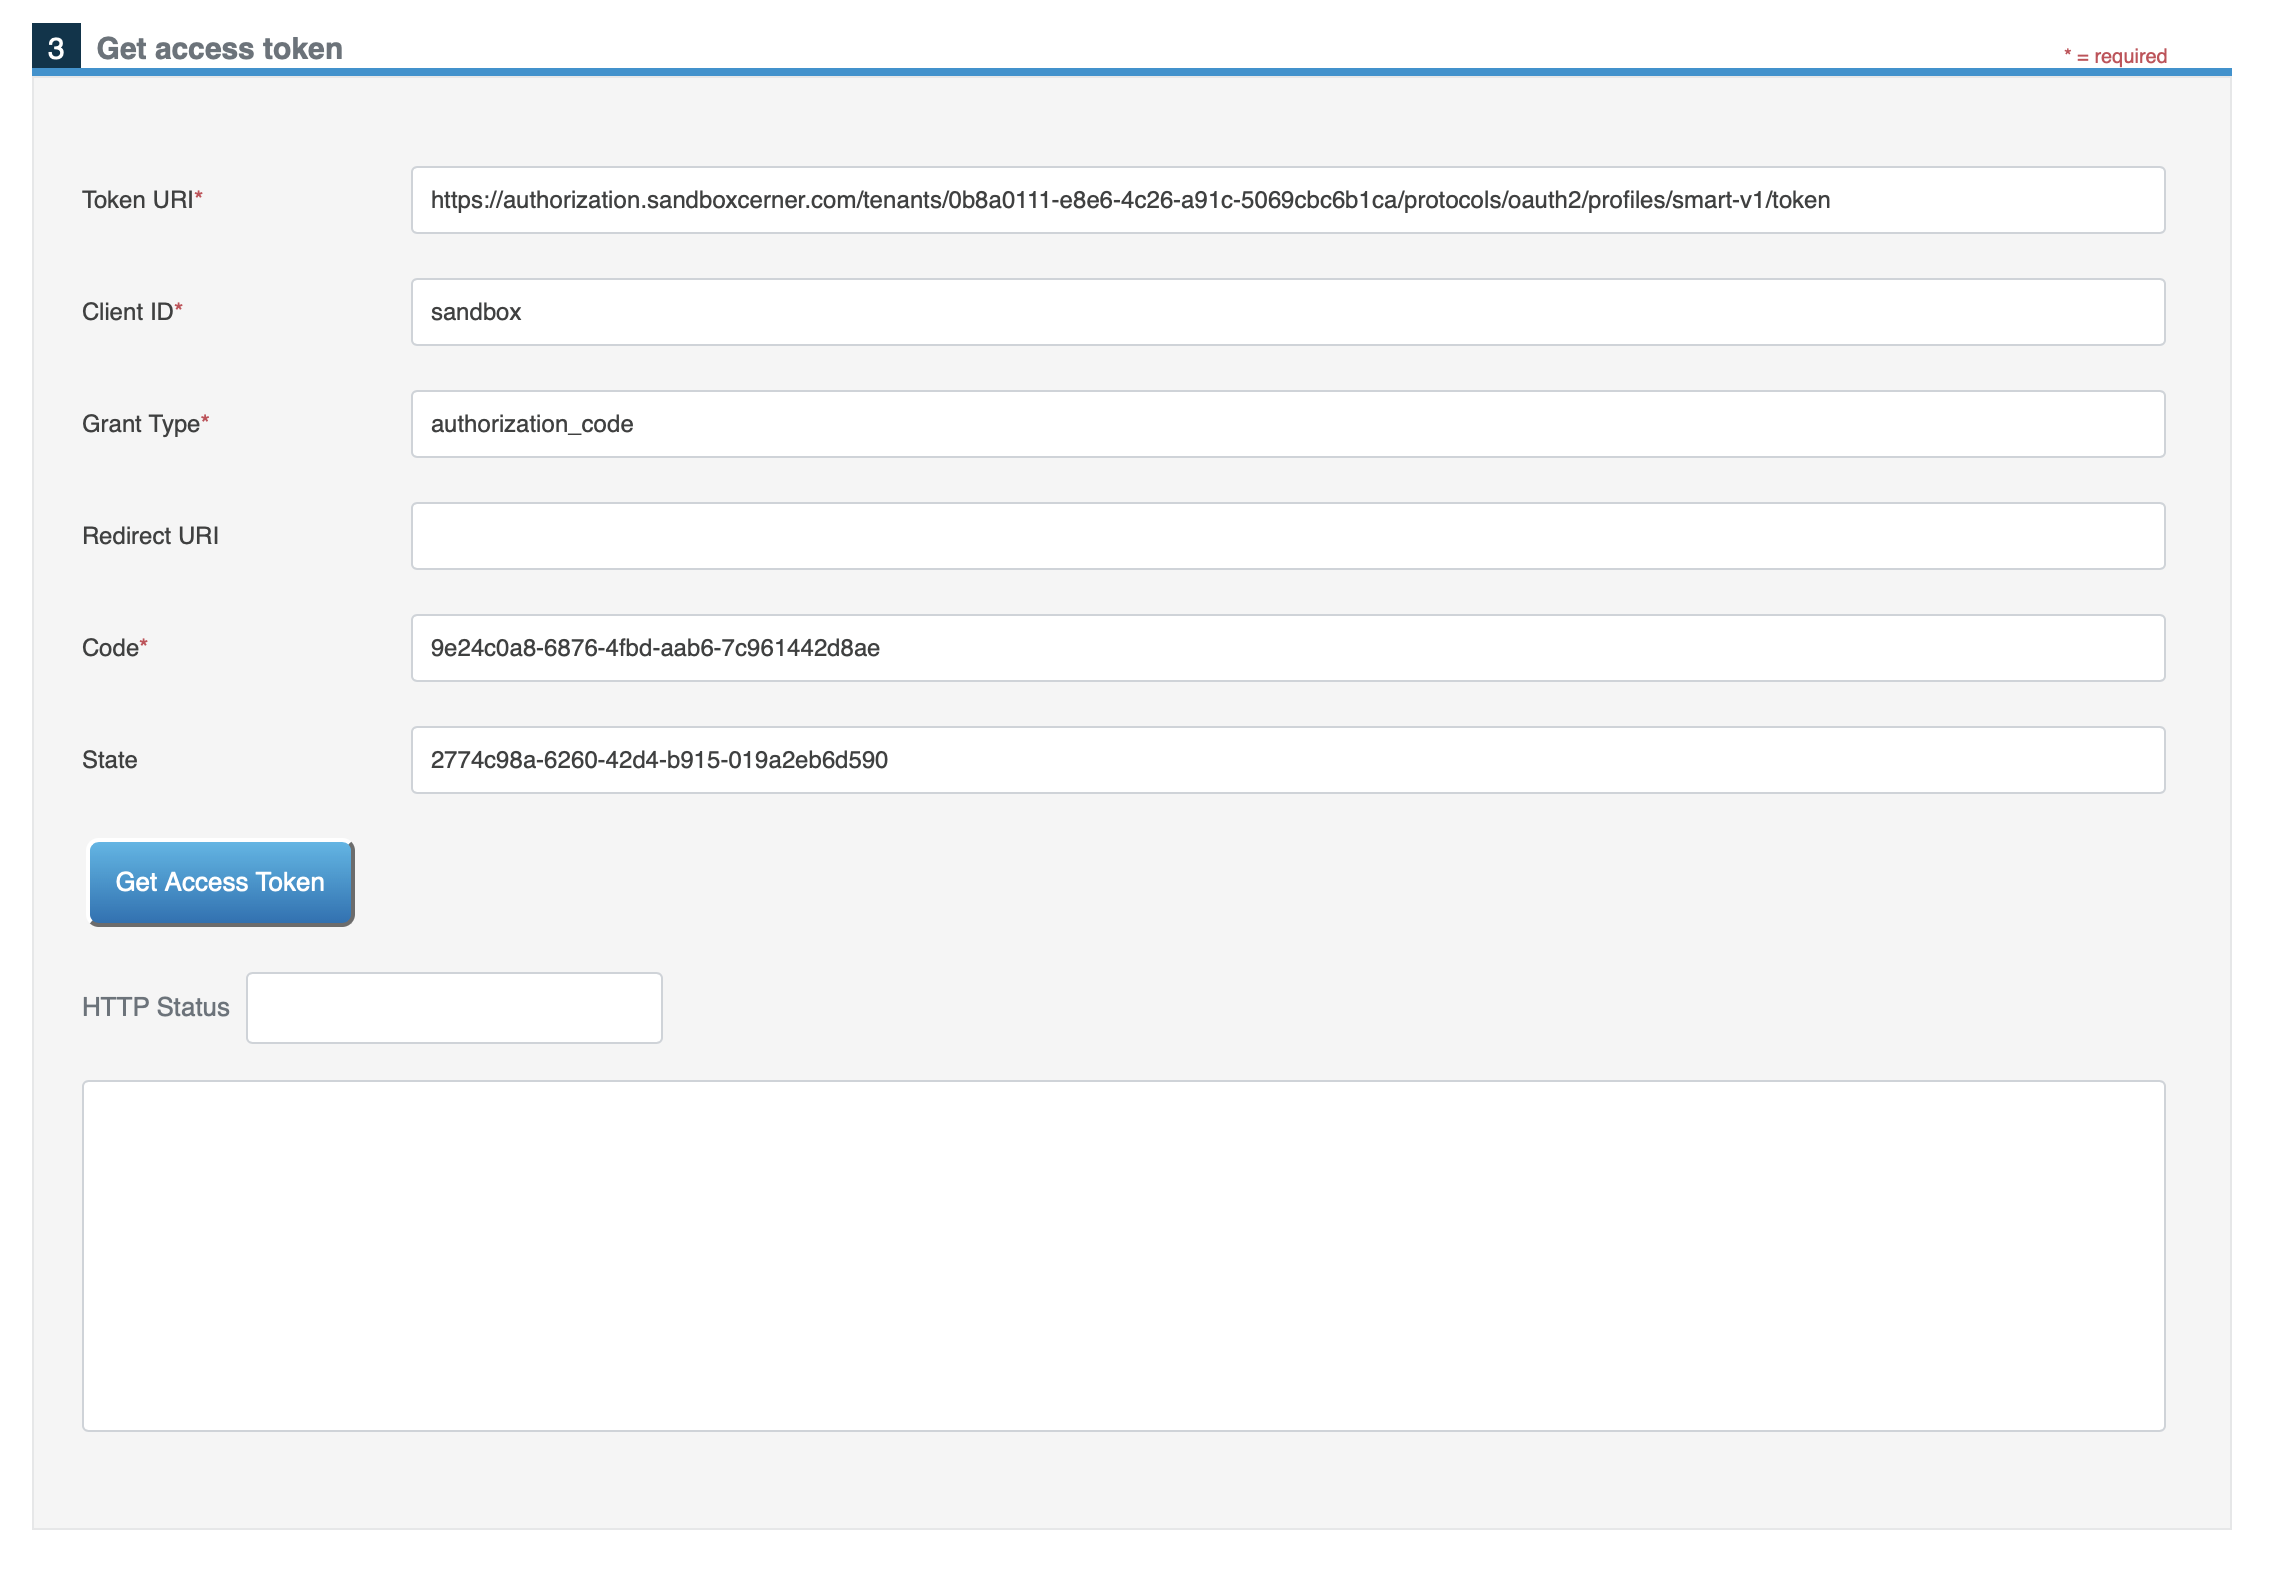 3 Get access token
* = required
Token URI*
https://authorization.sandboxcerner.com/tenants/0b8a0111-e8e6-4c26-a91c-5069cbc6b1ca/protocols/oauth2/profiles/smart-v1/token
Client ID*
sandbox
Grant Type*
authorization_code
Redirect URI
Code*
9e24c0a8-6876-4fbd-aab6-7c961442d8ae
State
2774c98a-6260-42d4-b915-019a2eb6d590
Get Access Token
HTTP Status